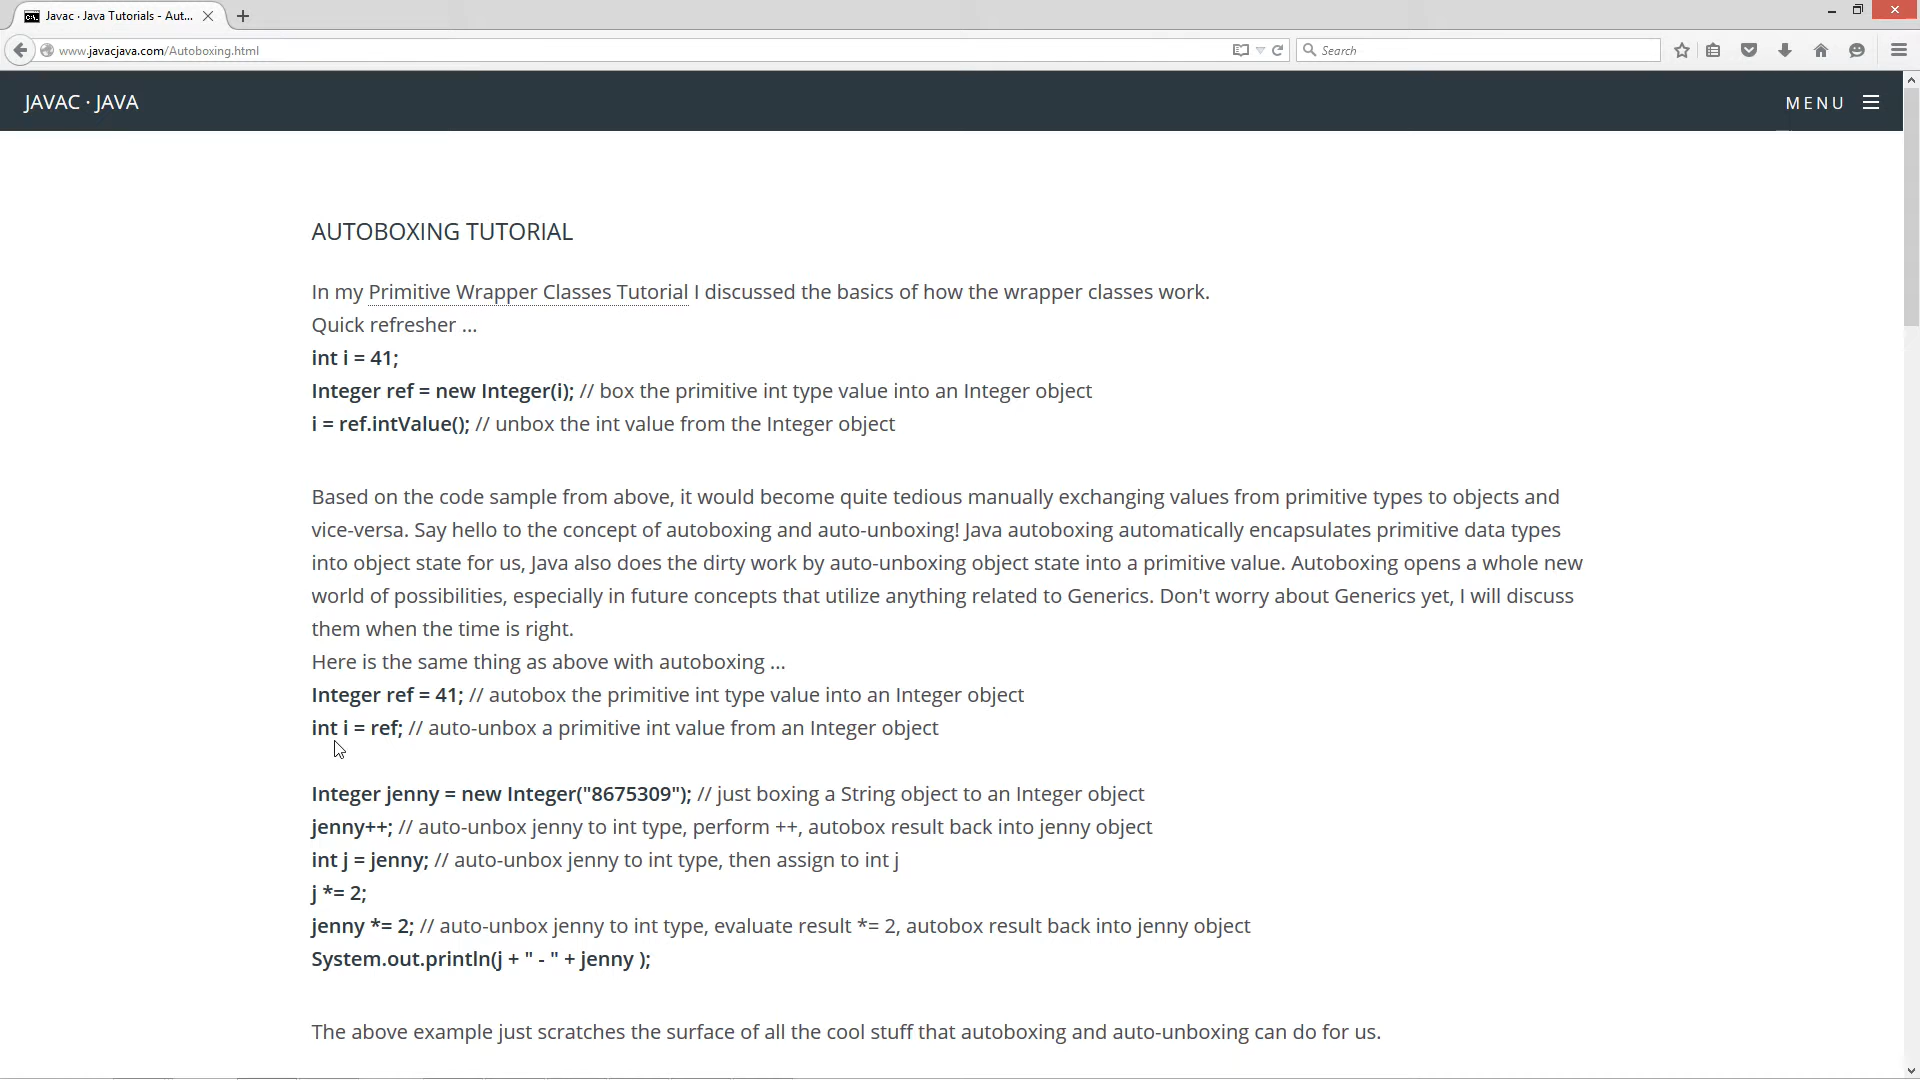 Javac · Java Tutorials - Aut...
www.javacjava.com/Autoboxing.html
Search
JAVAC · JAVA
MENU
AUTOBOXING TUTORIAL
In my Primitive Wrapper Classes Tutorial I discussed the basics of how the wrapper classes work.
Quick refresher ...
int i = 41;
Integer ref = new Integer(i); // box the primitive int type value into an Integer object
i = ref.intValue(); // unbox the int value from the Integer object
Based on the code sample from above, it would become quite tedious manually exchanging values from primitive types to objects and
vice-versa. Say hello to the concept of autoboxing and auto-unboxing! Java autoboxing automatically encapsulates primitive data types
into object state for us, Java also does the dirty work by auto-unboxing object state into a primitive value. Autoboxing opens a whole new
world of possibilities, especially in future concepts that utilize anything related to Generics. Don't worry about Generics yet, I will discuss
them when the time is right.
Here is the same thing as above with autoboxing ...
Integer ref = 41; // autobox the primitive int type value into an Integer object
int i = ref; // auto-unbox a primitive int value from an Integer object
Integer jenny = new Integer("8675309"); // just boxing a String object to an Integer object
jenny++; // auto-unbox jenny to int type, perform ++, autobox result back into jenny object
int j = jenny; // auto-unbox jenny to int type, then assign to int j
j *= 2;
jenny *= 2; // auto-unbox jenny to int type, evaluate result *= 2, autobox result back into jenny object
System.out.println(j + " - " + jenny );
The above example just scratches the surface of all the cool stuff that autoboxing and auto-unboxing can do for us.